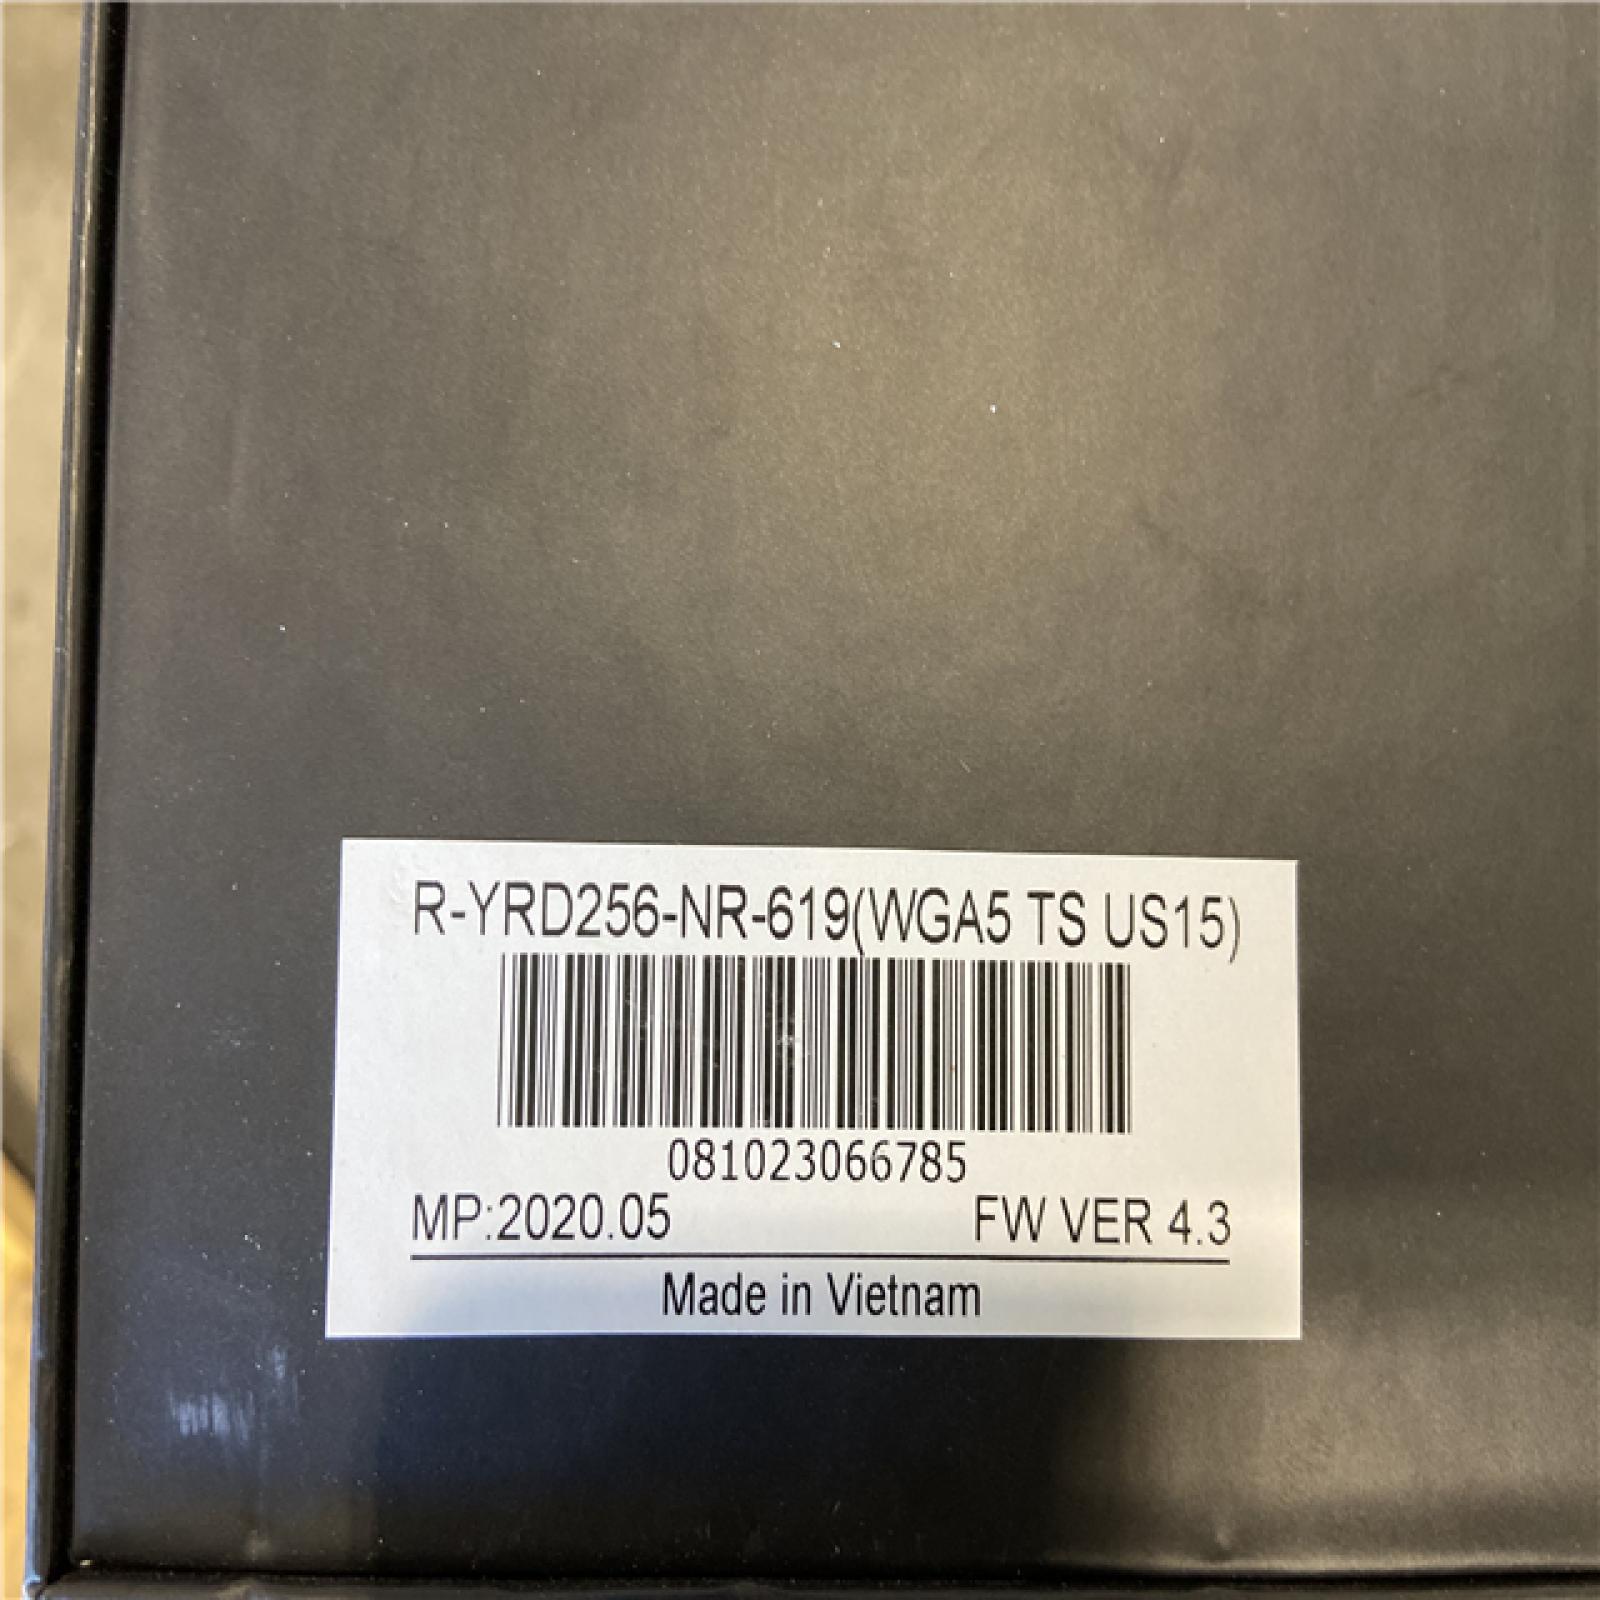 R-YRD256-NR-619(WGA5 TS US15)
081023066785
MP:2020.05 FW VER 4.3
Made in Vietnam